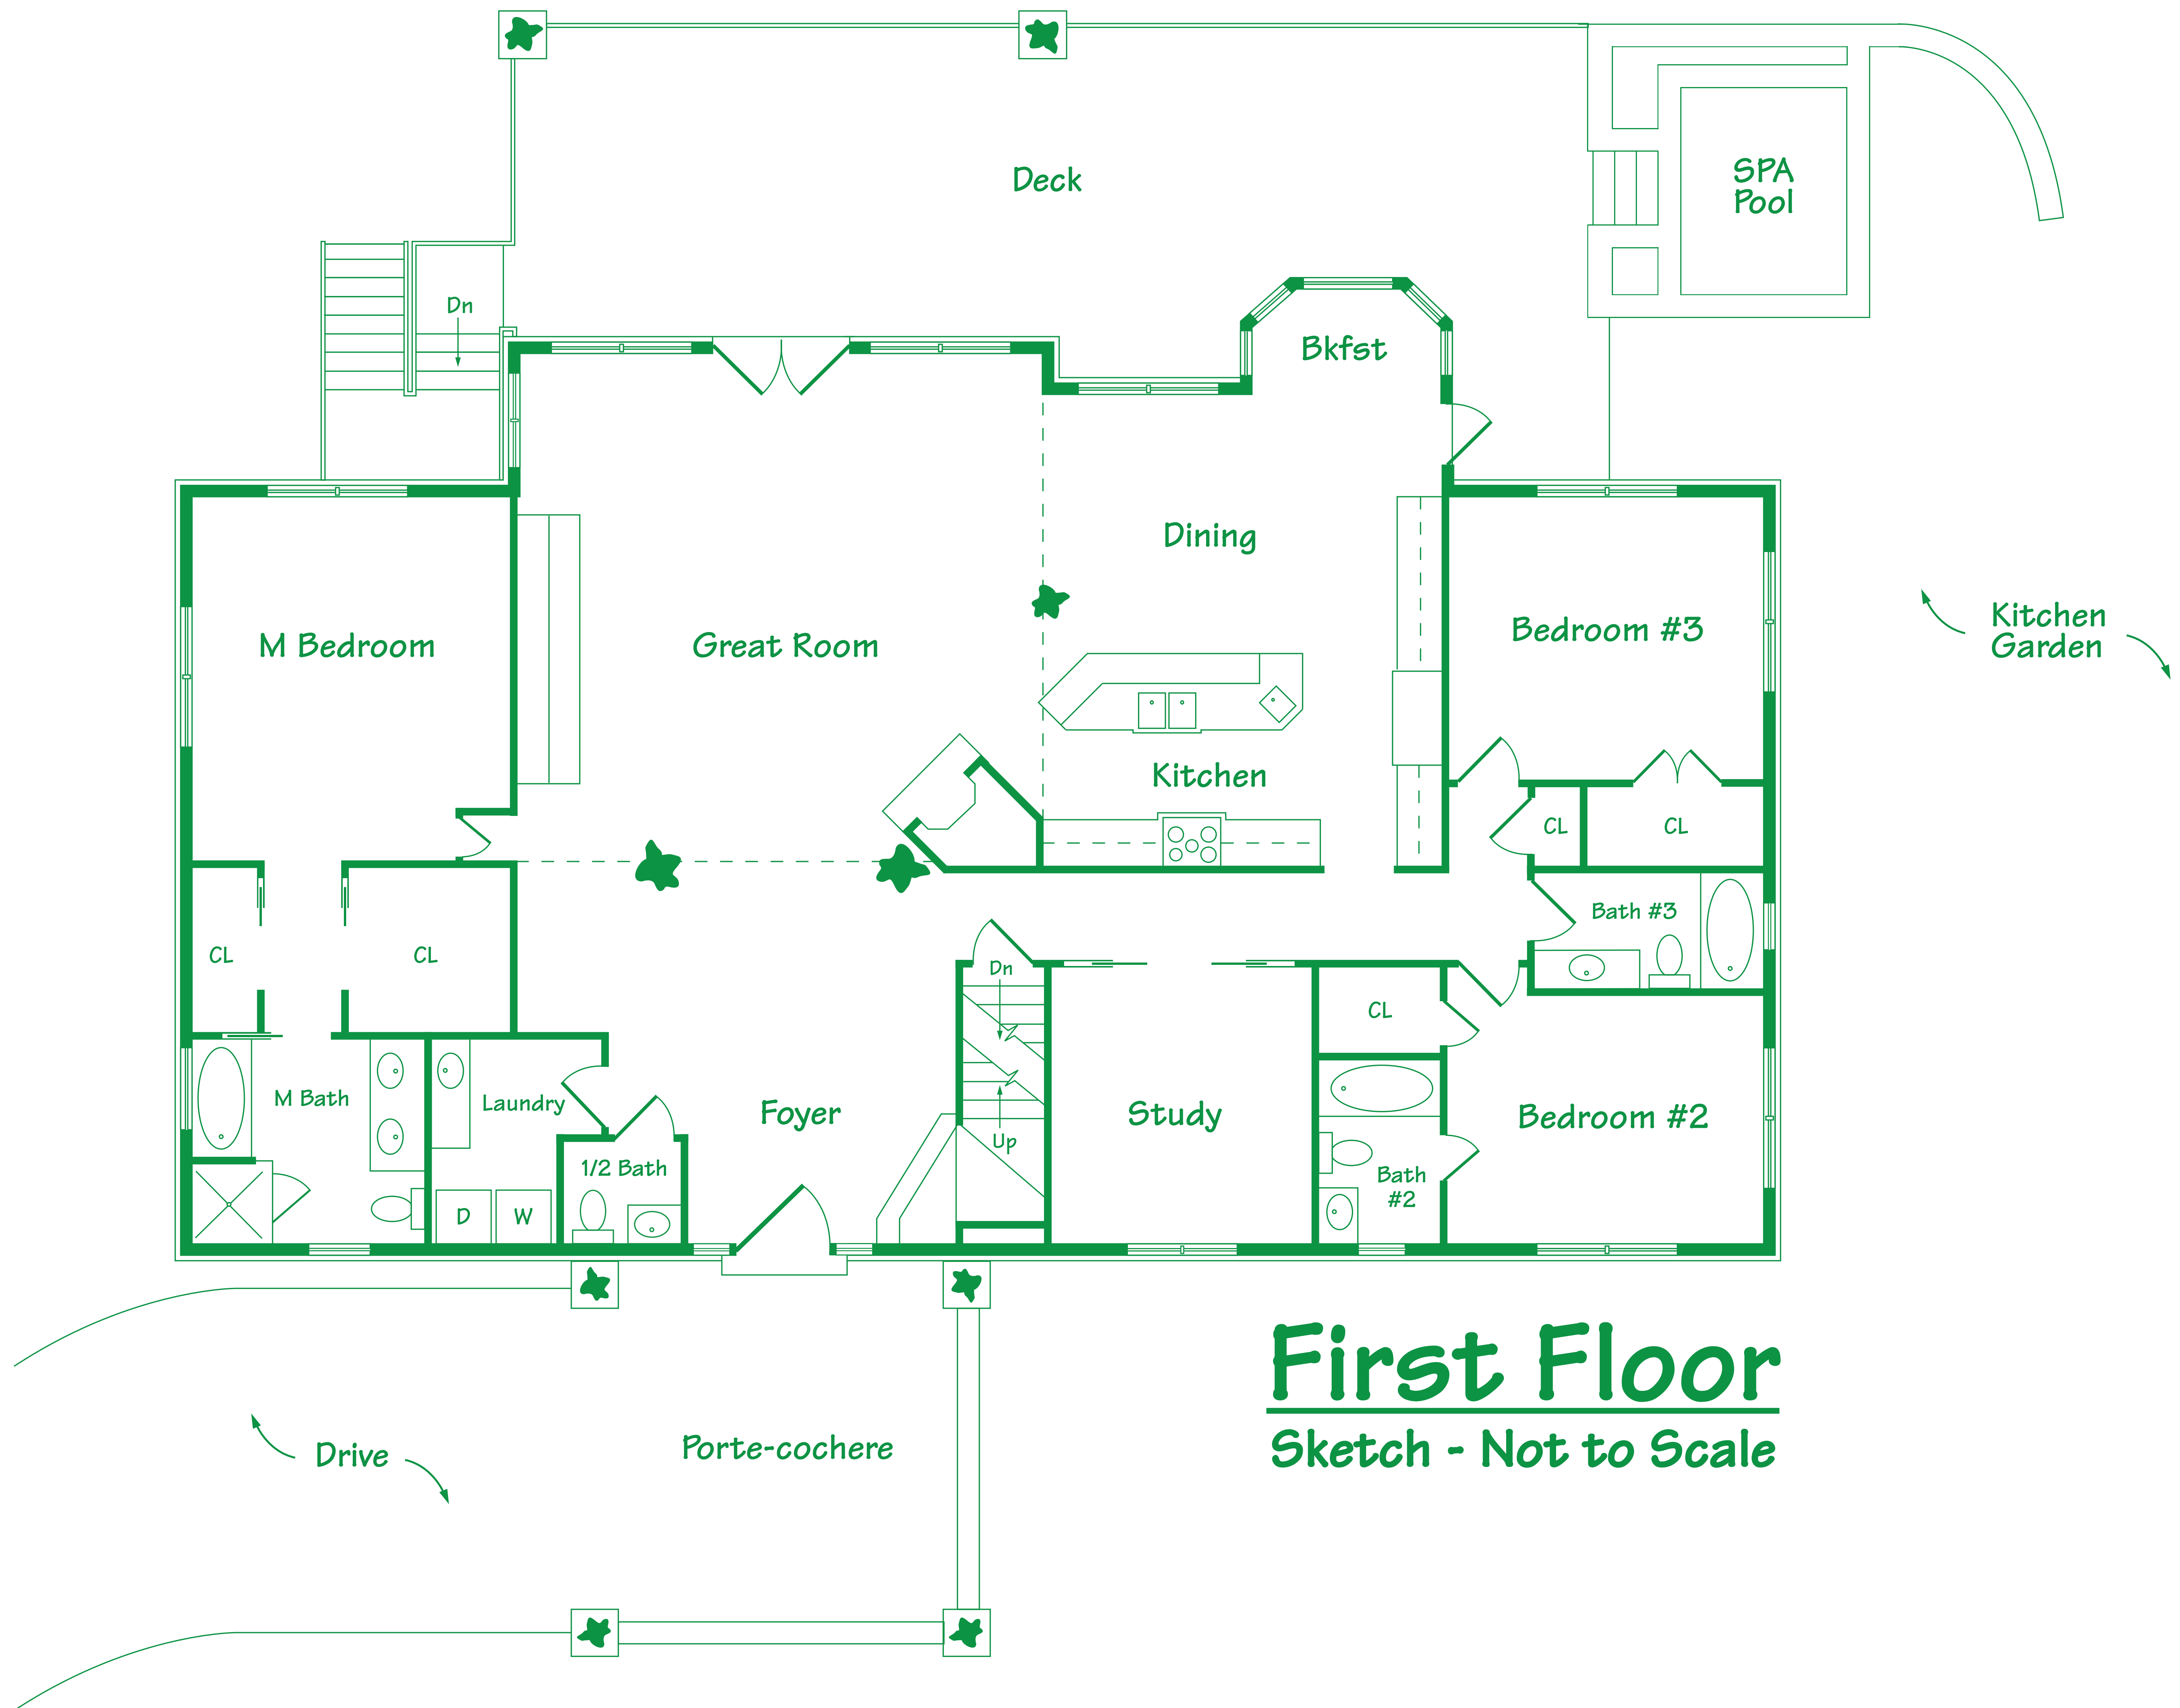 Deck
SPA
Pool
Dn
Bkfst
Dining
M Bedroom
Great Room
Bedroom #3
Kitchen
Garden
Kitchen
CL
CL
Bath #3
CL
CL
Dn
CL
M Bath
Laundry
Foyer
Study
Bedroom #2
Up
1/2 Bath
Bath
#2
D
W
First Floor
Sketch - Not to Scale
Drive
Porte-cochere